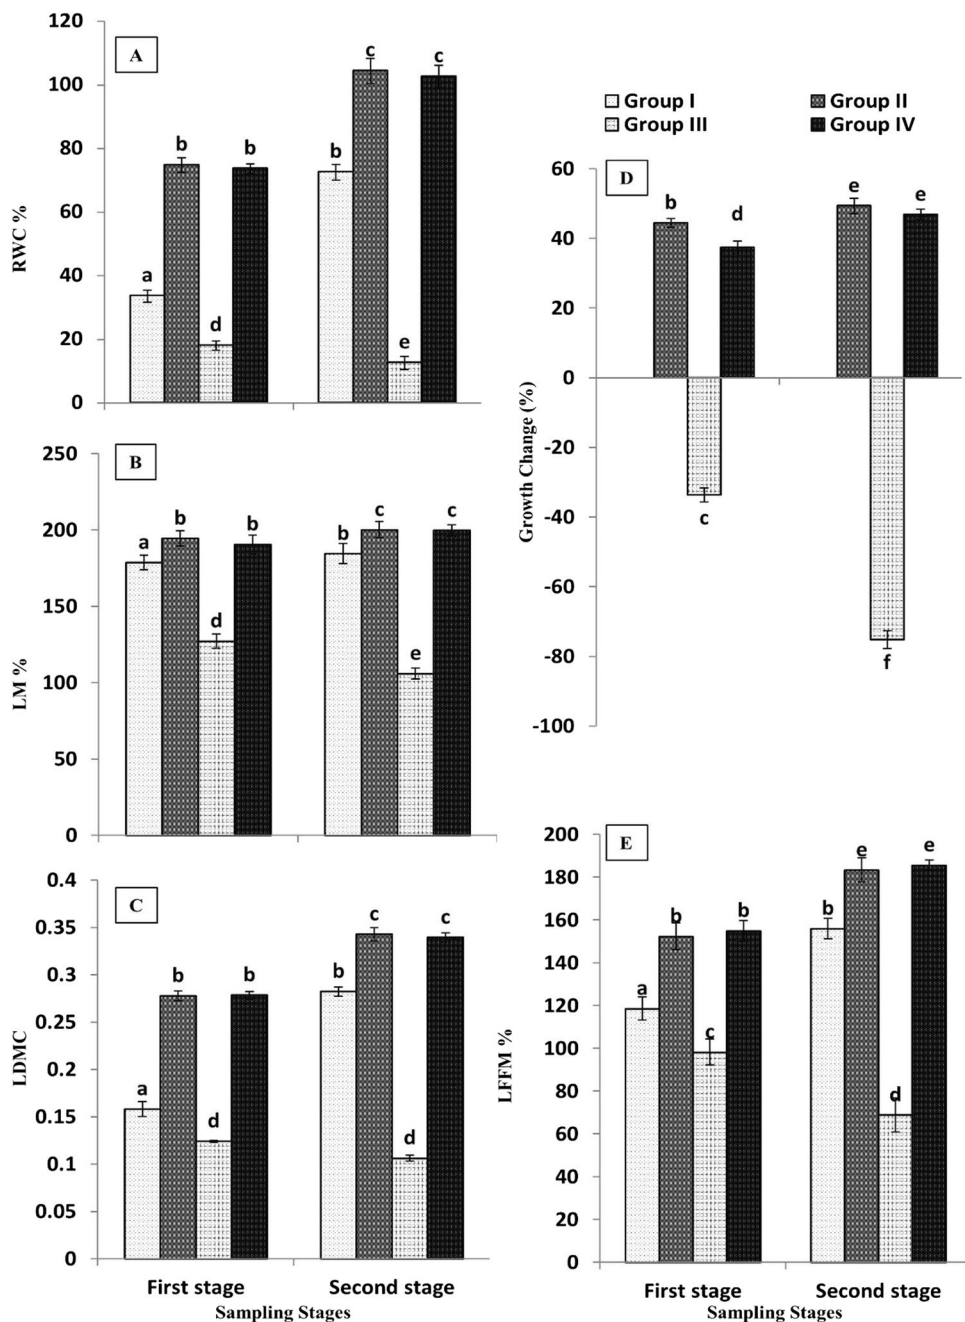 A
RWC %
120
100
80
60
40
20
0
a
b
d
b
b
c
e
c
B
LM %
250
200
150
100
50
0
a
b
d
b
b
c
e
c
C
LDMC
0.4
0.35
0.3
0.25
0.2
0.15
0.1
0.05
0
a
b
d
b
b
c
d
c
First stage Second stage
Sampling Stages
Group I Group II
Group III Group IV
D
Growth Change (%)
60
40
20
0
-20
-40
-60
-80
-100
b
c
d
e
f
e
E
LFFM %
200
180
160
140
120
100
80
60
40
20
0
a
b
c
b
b
e
d
e
First stage Second stage
Sampling Stages